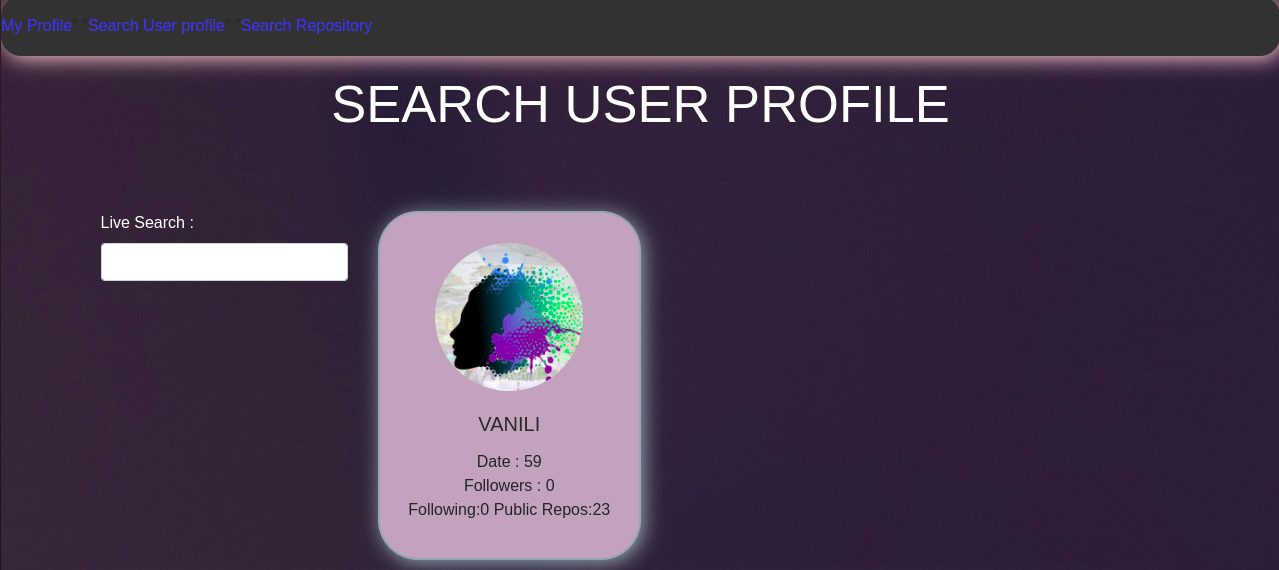 My Profile" "Search User profile" "Search Repository
SEARCH USER PROFILE
Live Search :
VANILI
Date : 59
Followers : 0
Following:0 Public Repos:23